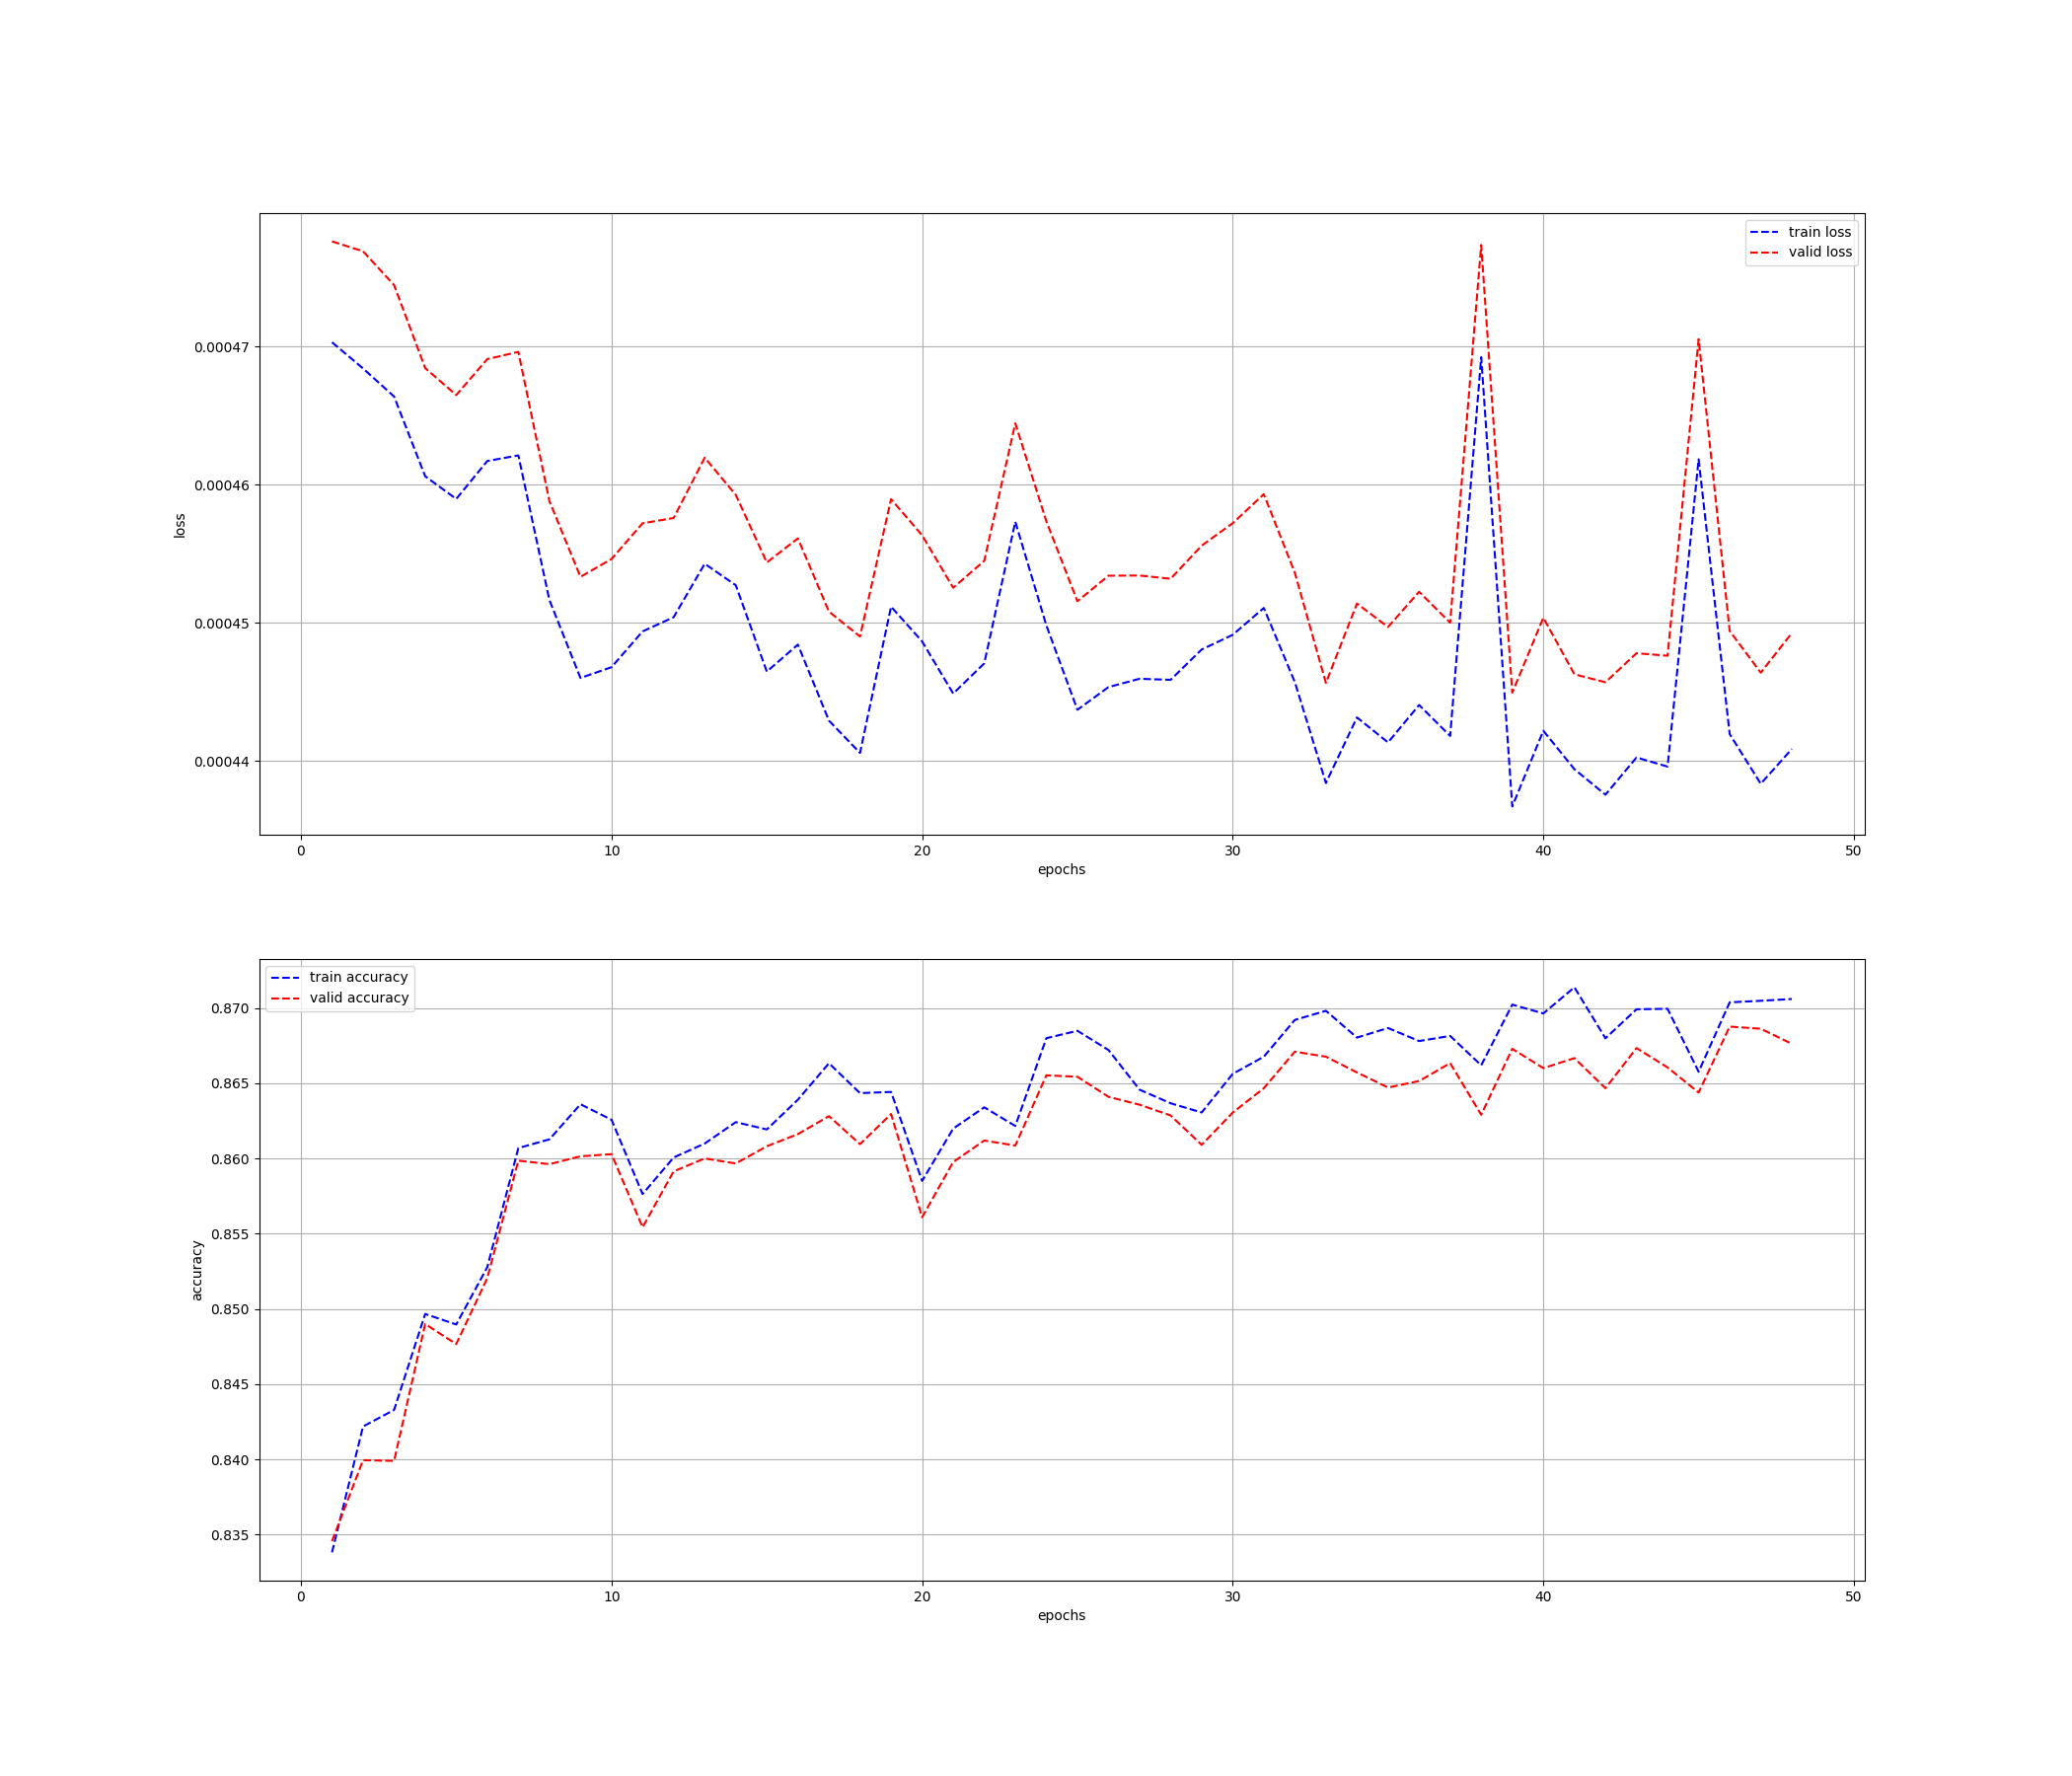 train loss
valid loss
0.00047
0.00046
0.00045
0.00044
loss
0 10 20 30 40 50
epochs
train accuracy
valid accuracy
0.870
0.865
0.860
0.855
0.850
0.845
0.840
0.835
accuracy
0 10 20 30 40 50
epochs